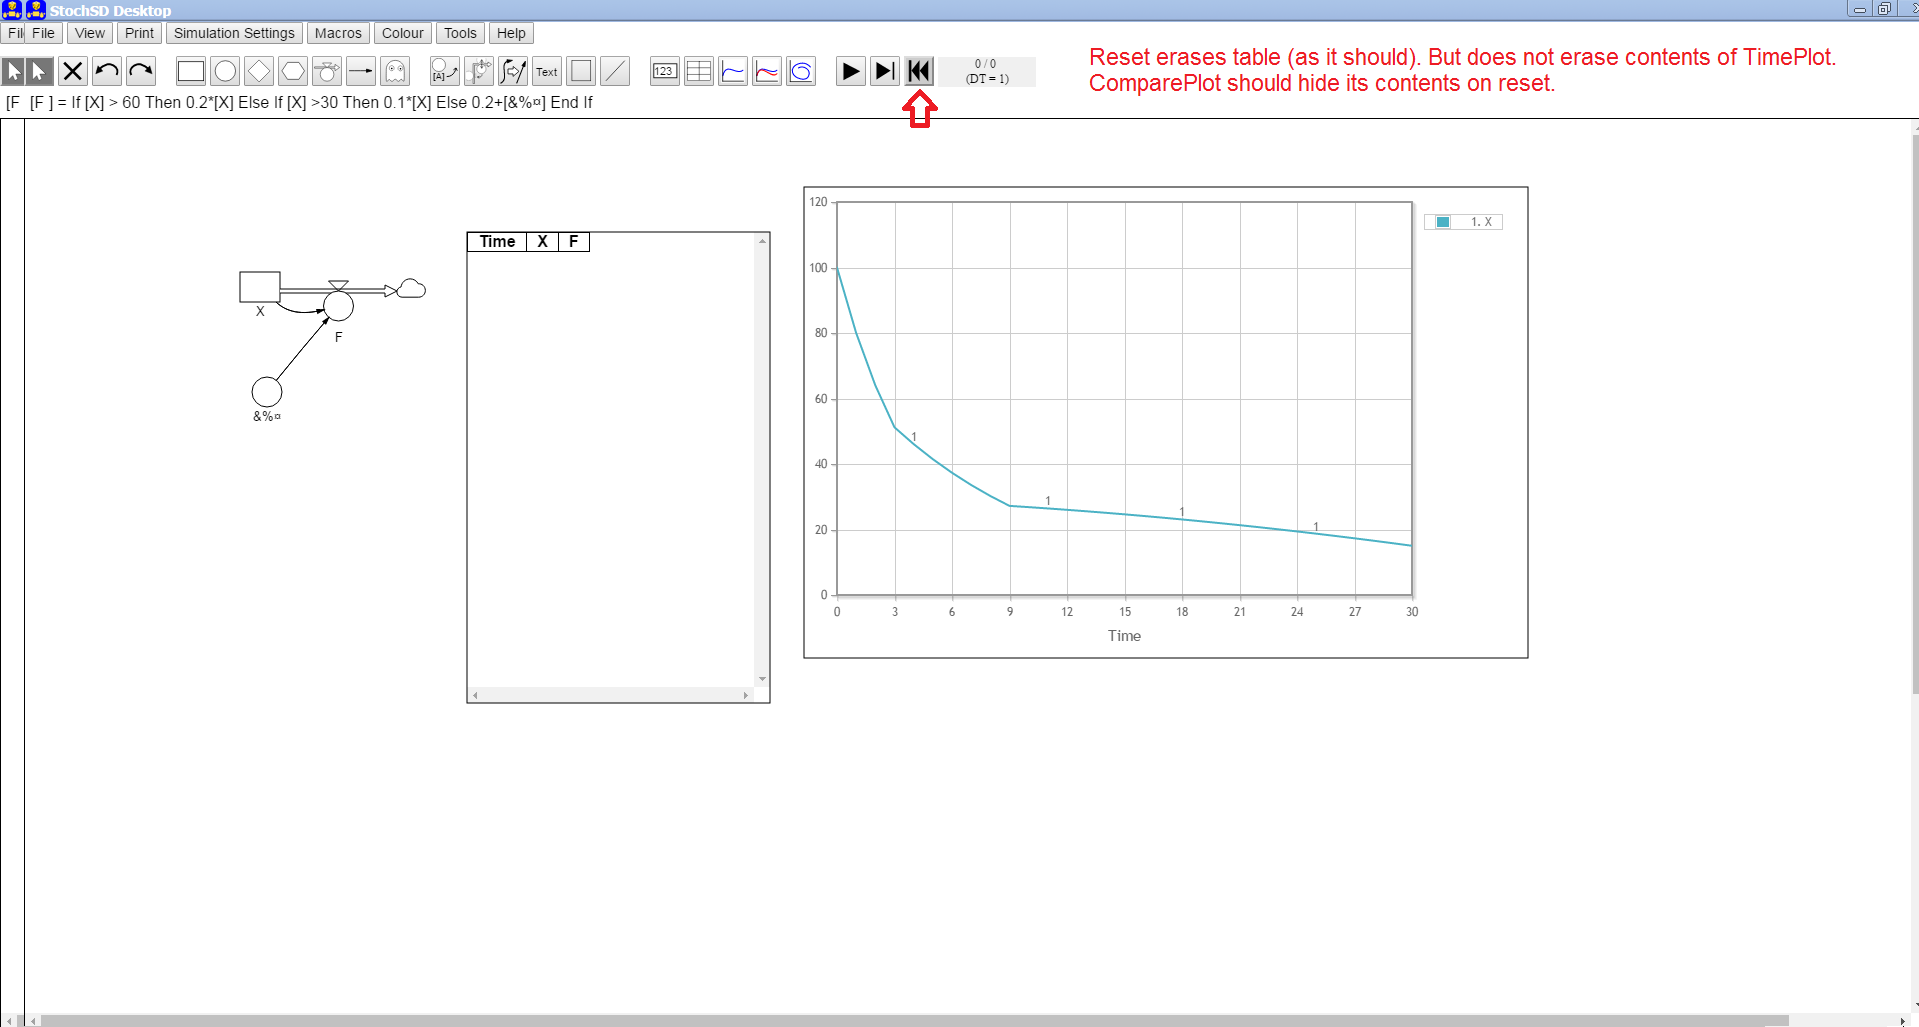 StochSD Desktop
Fil File View Print Simulation Settings Macros Colour Tools Help
[A] Text 123
0 / 0
(DT = 1)
Reset erases table (as it should). But does not erase contents of TimePlot.
ComparePlot should hide its contents on reset.
[F [F ] = If [X] > 60 Then 0.2*[X] Else If [X] >30 Then 0.1*[X] Else 0.2+[&%¤] End If
X
F
&%¤
Time X F
120
100
80
60
40
20
0
1
1
1
1
0 3 6 9 12 15 18 21 24 27 30
Time
1. X